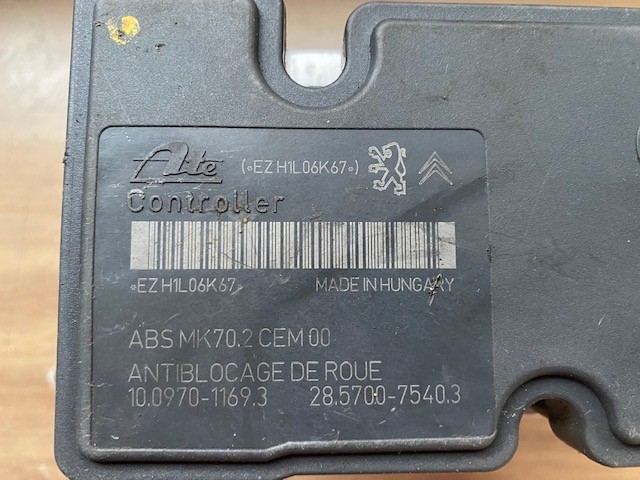 Ate (*EZ H1L06K67*)
Controller
*EZ H1L06K67* MADE IN HUNGARY
ABS MK70.2 CEM 00
ANTIBLOCAGE DE ROUE
10.0970-1169.3 28.5700-7540.3